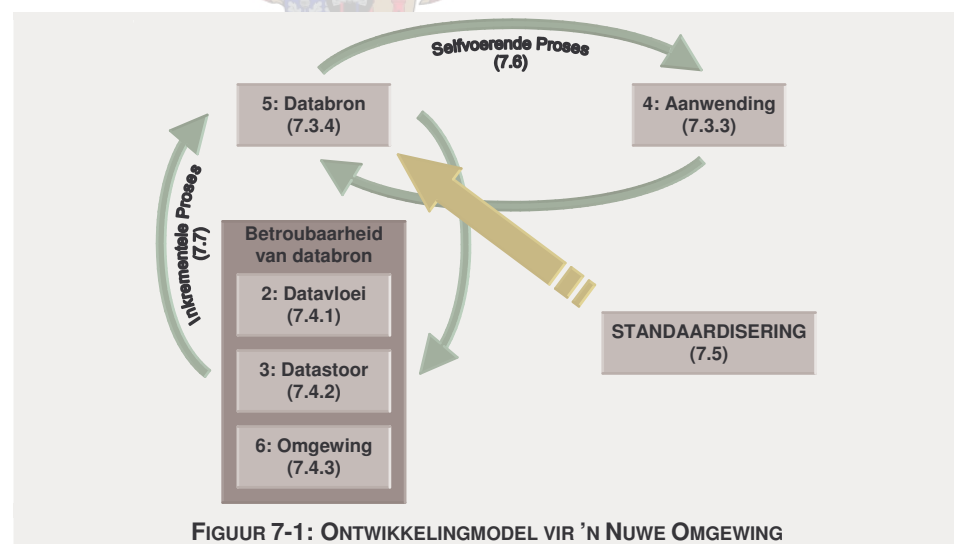 Selfvoerende Proses
(7.6)
5: Databron
(7.3.4)
4: Aanwending
(7.3.3)
Inkrementele Proses
(7.7)
Betroubaarheid
van databron
2: Datavloei
(7.4.1)
3: Datastoor
(7.4.2)
6: Omgewing
(7.4.3)
STANDAARDISERING
(7.5)
FIGUUR 7-1: ONTWIKKELINGMODEL VIR ’N NUWE OMGEWING